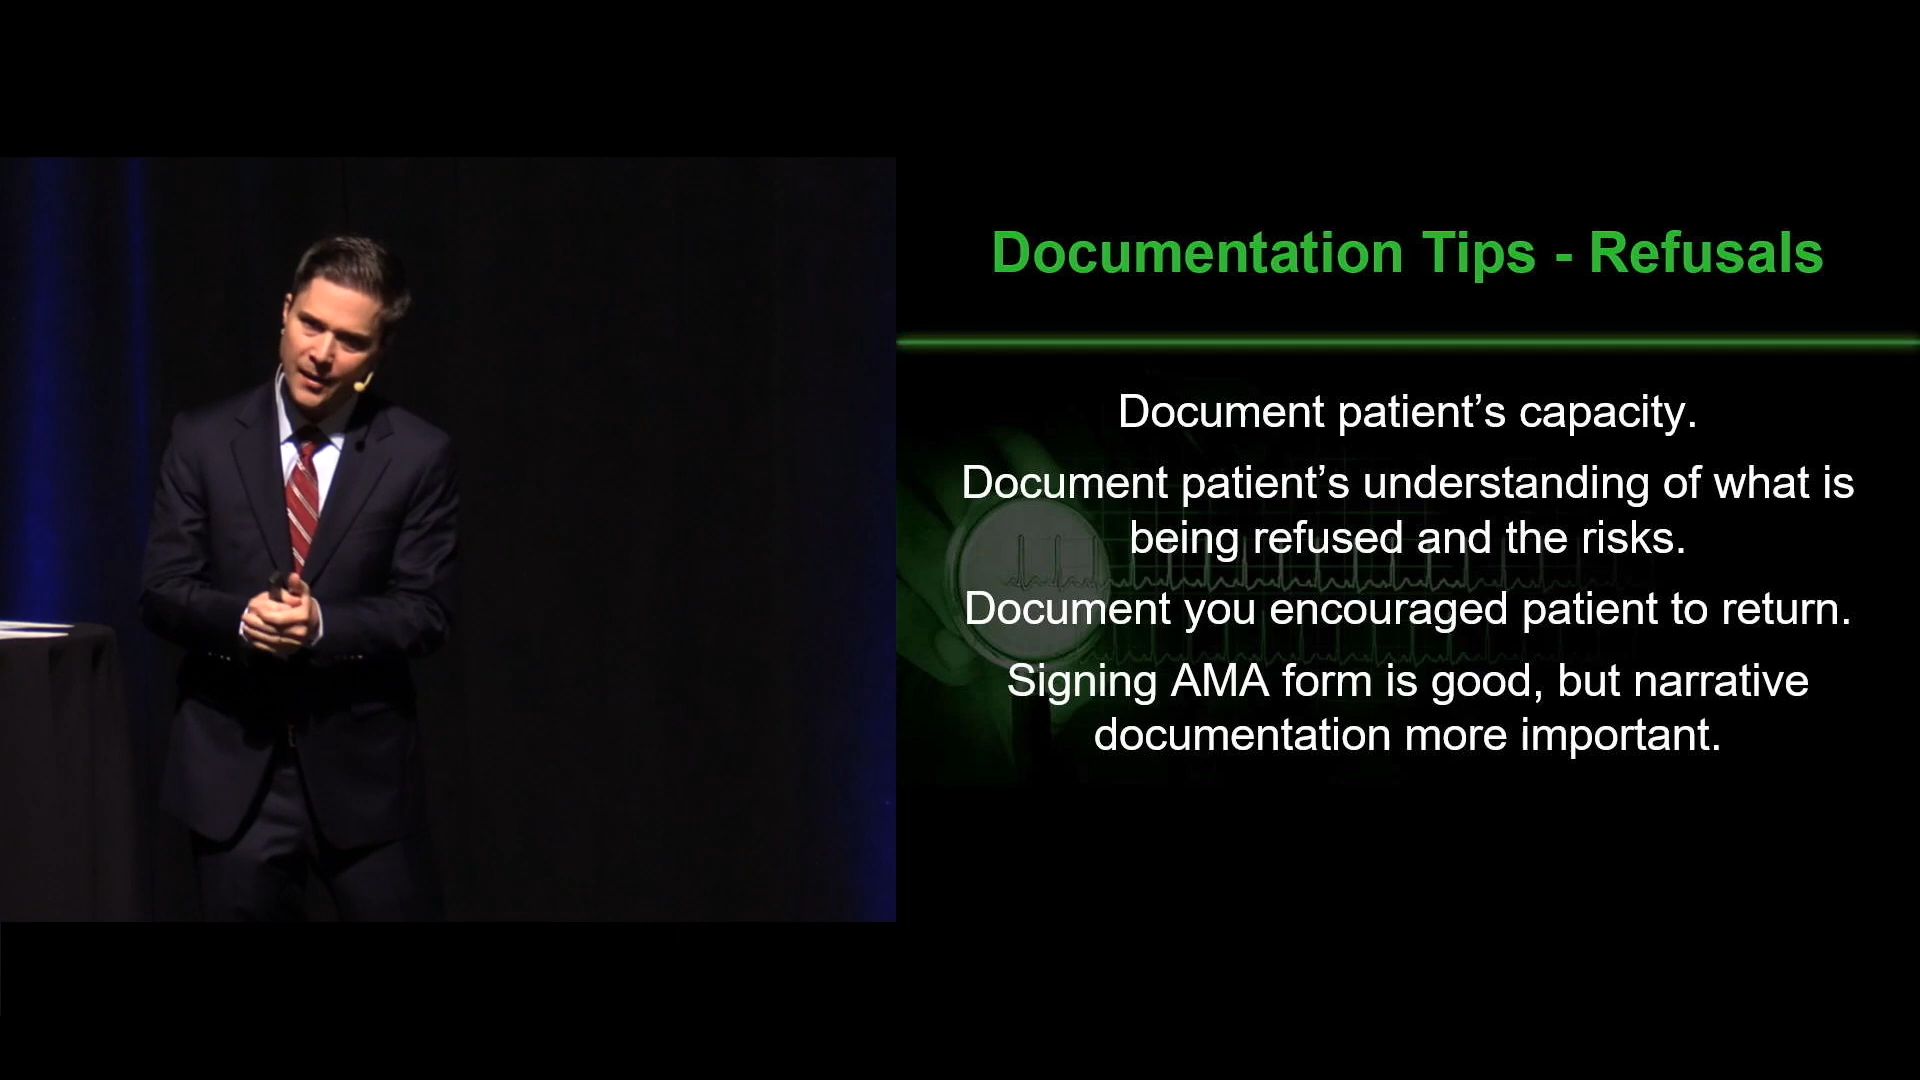 Documentation Tips - Refusals
Document patient’s capacity.
Document patient’s understanding of what is
being refused and the risks.
Document you encouraged patient to return.
Signing AMA form is good, but narrative
documentation more important.